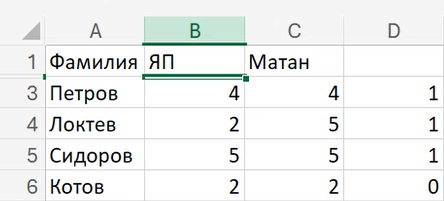 A B C D
1 Фамилия ЯП Матан
3 Петров 4 4 1
4 Локтев 2 5 1
5 Сидоров 5 5 1
6 Котов 2 2 0